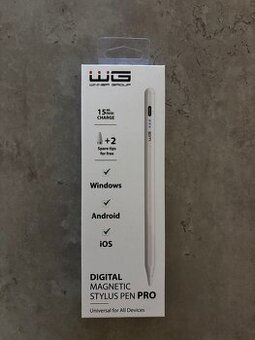 WG
WINNER GROUP
15 MIN
CHARGE
+2
Spare tips
for free
Windows
Android
iOS
DIGITAL
MAGNETIC
STYLUS PEN PRO
Universal for All Devices